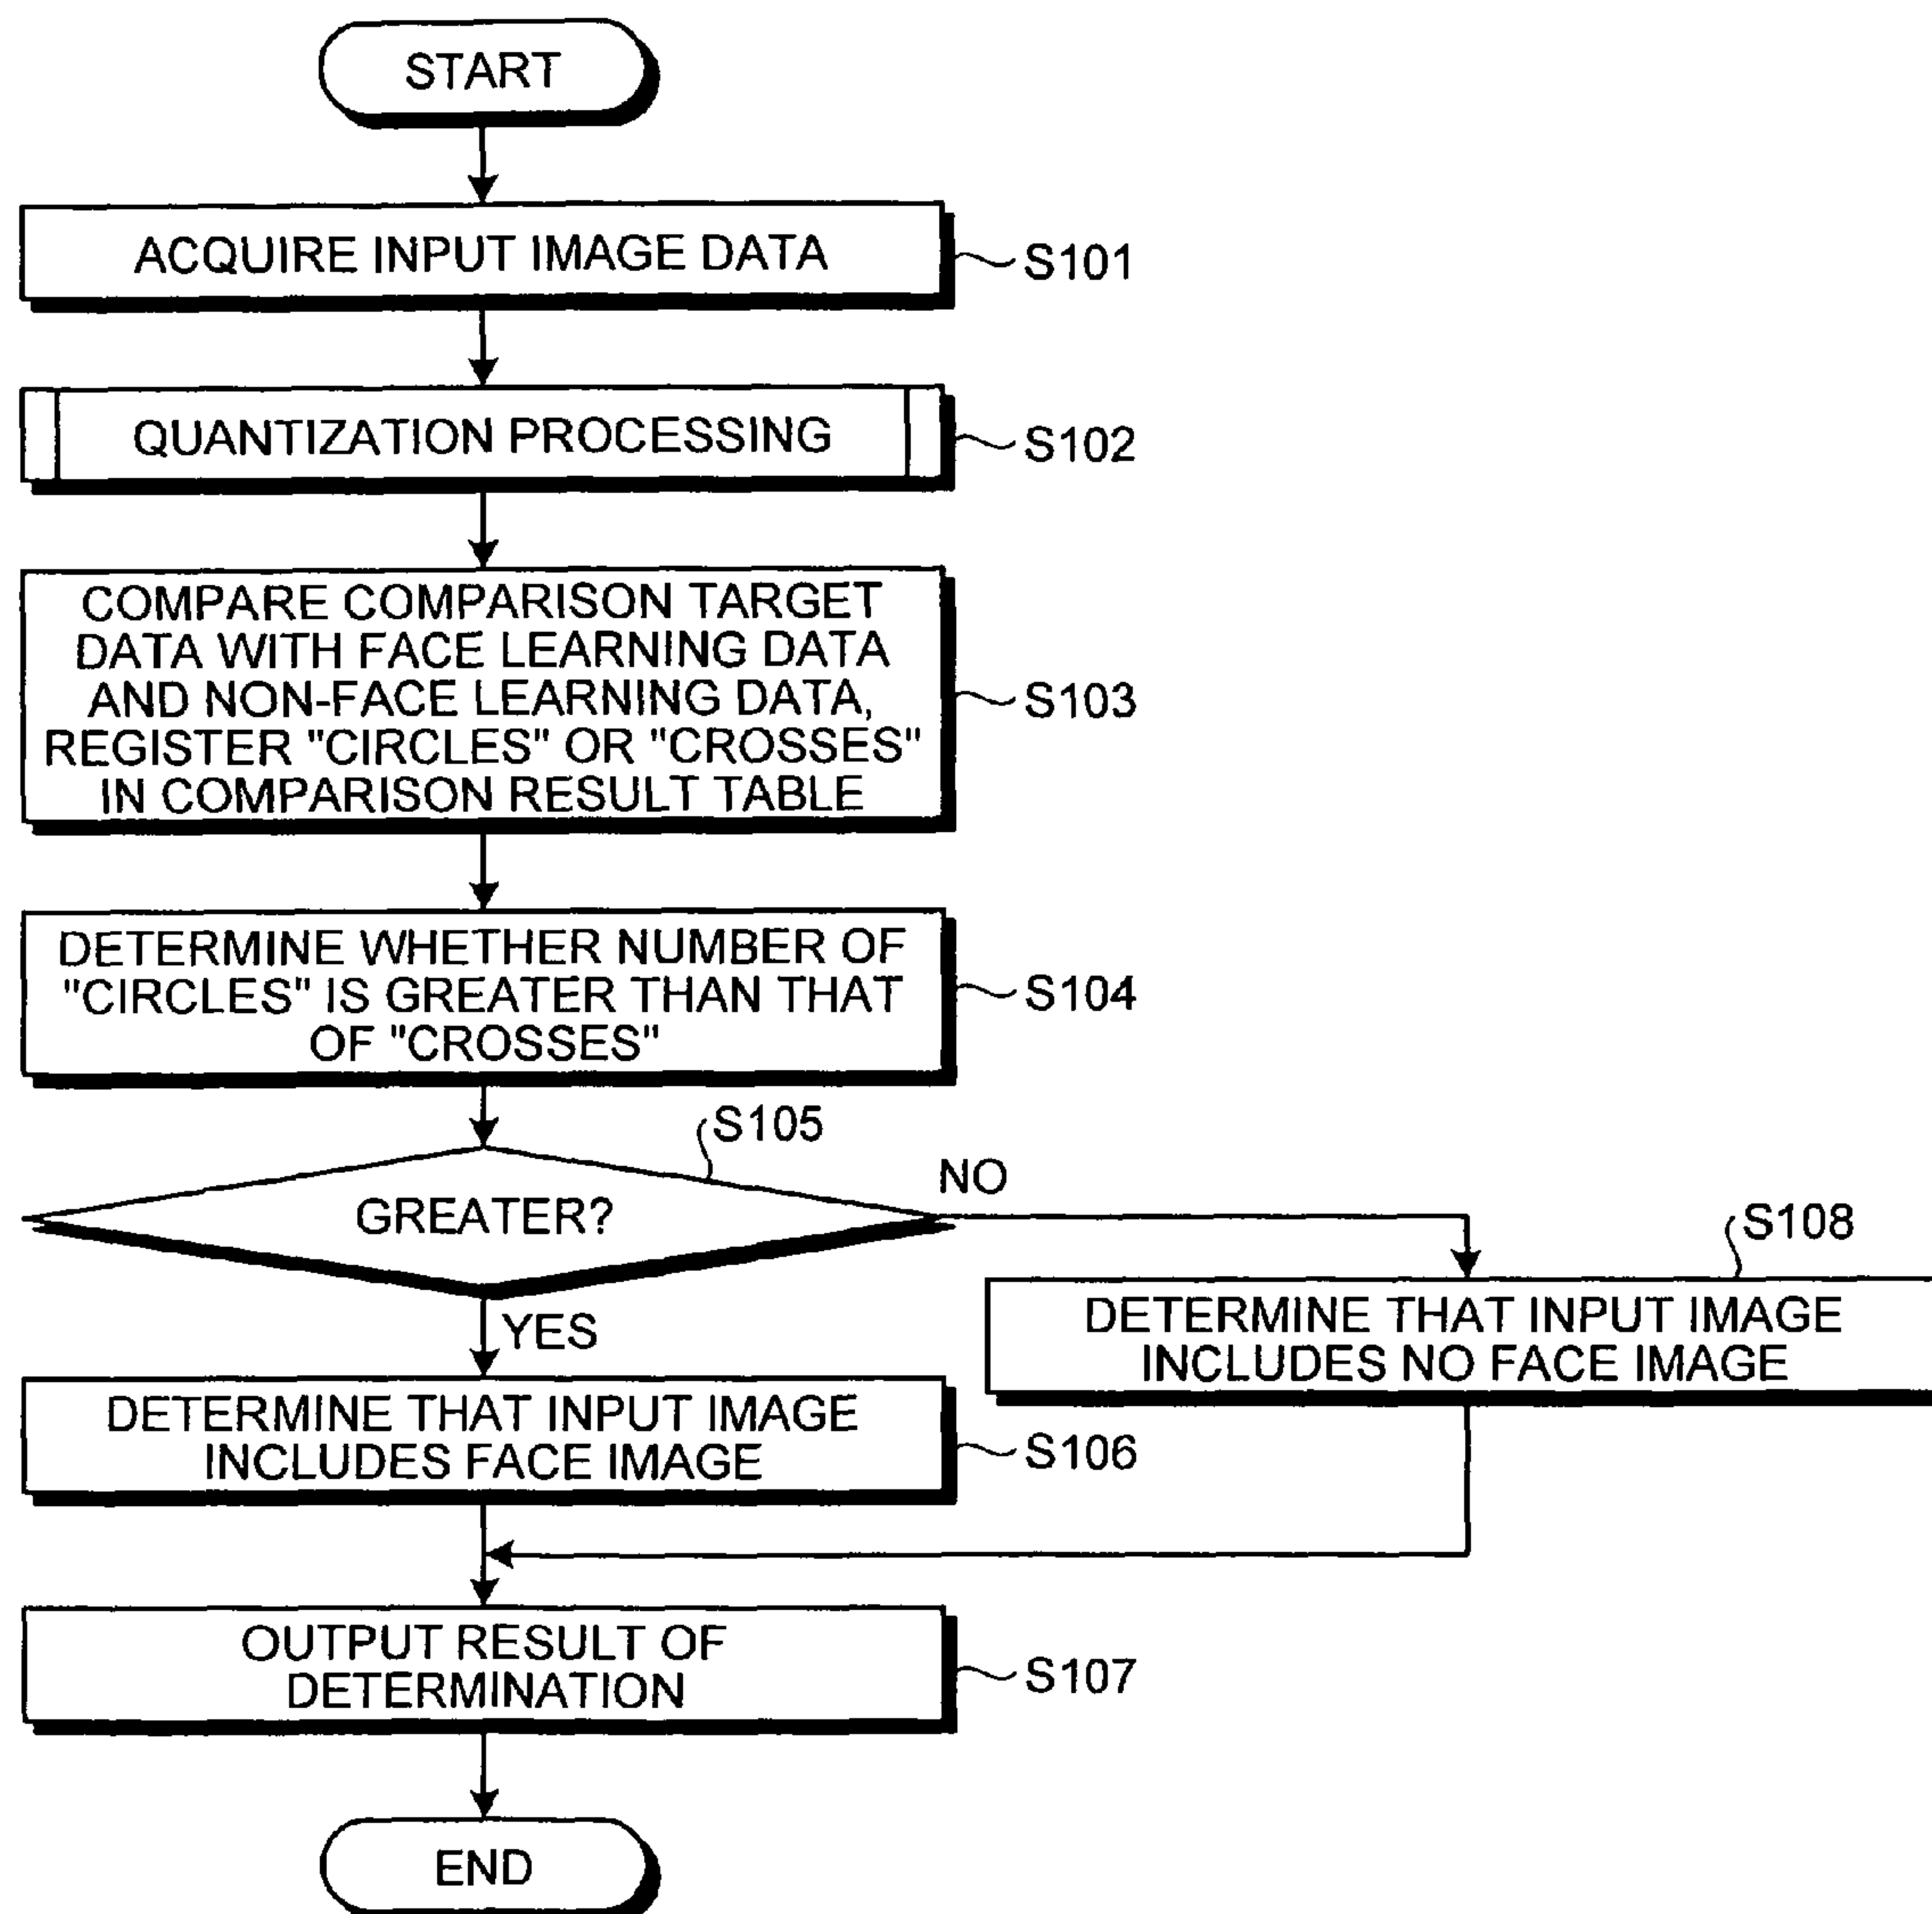 START
ACQUIRE INPUT IMAGE DATA
S101
QUANTIZATION PROCESSING
S102
COMPARE COMPARISON TARGET
DATA WITH FACE LEARNING DATA
AND NON-FACE LEARNING DATA,
REGISTER "CIRCLES" OR "CROSSES"
IN COMPARISON RESULT TABLE
S103
DETERMINE WHETHER NUMBER OF
"CIRCLES" IS GREATER THAN THAT
OF "CROSSES"
S104
S105
GREATER?
NO
YES
S108
DETERMINE THAT INPUT IMAGE
INCLUDES NO FACE IMAGE
DETERMINE THAT INPUT IMAGE
INCLUDES FACE IMAGE
S106
OUTPUT RESULT OF
DETERMINATION
S107
END